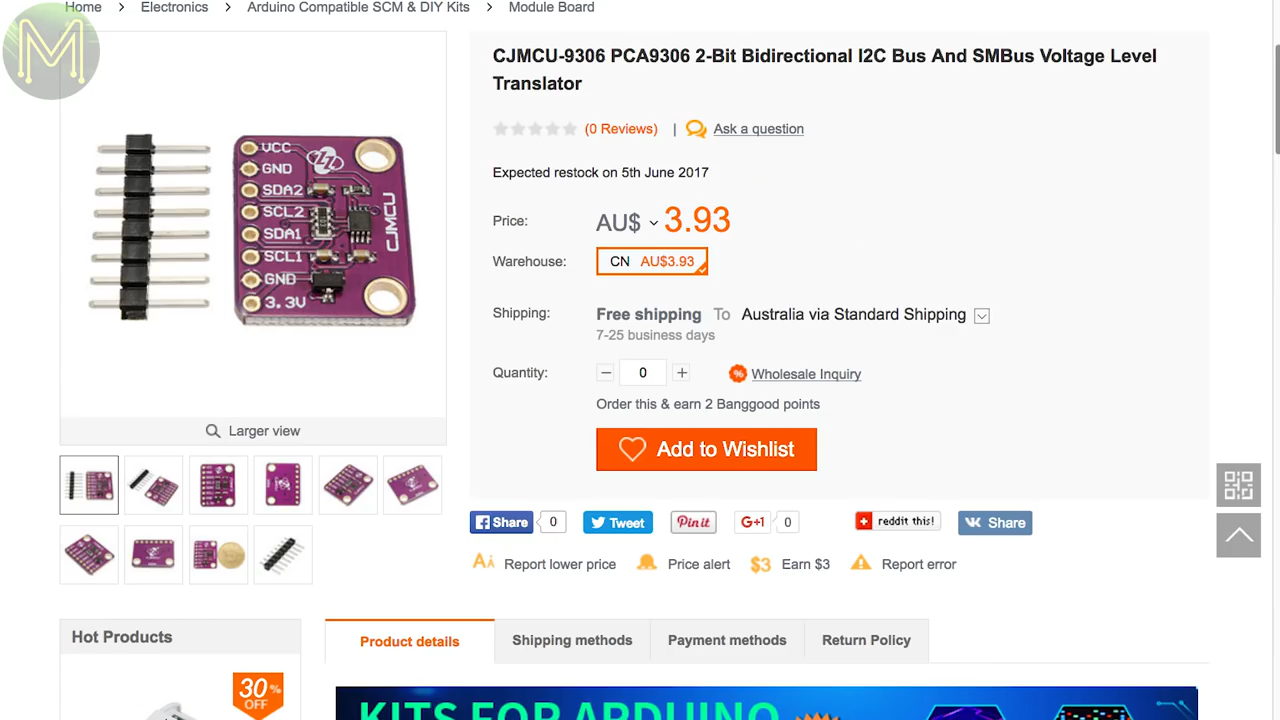 Home > Electronics > Arduino Compatible SCM & DIY Kits > Module Board
M
CJMCU-9306 PCA9306 2-Bit Bidirectional I2C Bus And SMBus Voltage Level
Translator
(0 Reviews) | Ask a question
Expected restock on 5th June 2017
Price: AU$ 3.93
Warehouse: CN AU$3.93
Shipping: Free shipping To Australia via Standard Shipping
7-25 business days
Quantity: − 0 + % Wholesale Inquiry
Order this & earn 2 Banggood points
Add to Wishlist
VCC
GND
SDA2
SCL2
SDA1
SCL1
GND
3.3V
CJMCU
Larger view
f Share 0 Tweet Pin it G+1 0 reddit this! Share
Report lower price Price alert $3 Earn $3 Report error
Hot Products
30% OFF
Product details Shipping methods Payment methods Return Policy
KITS FOR ARDUINO